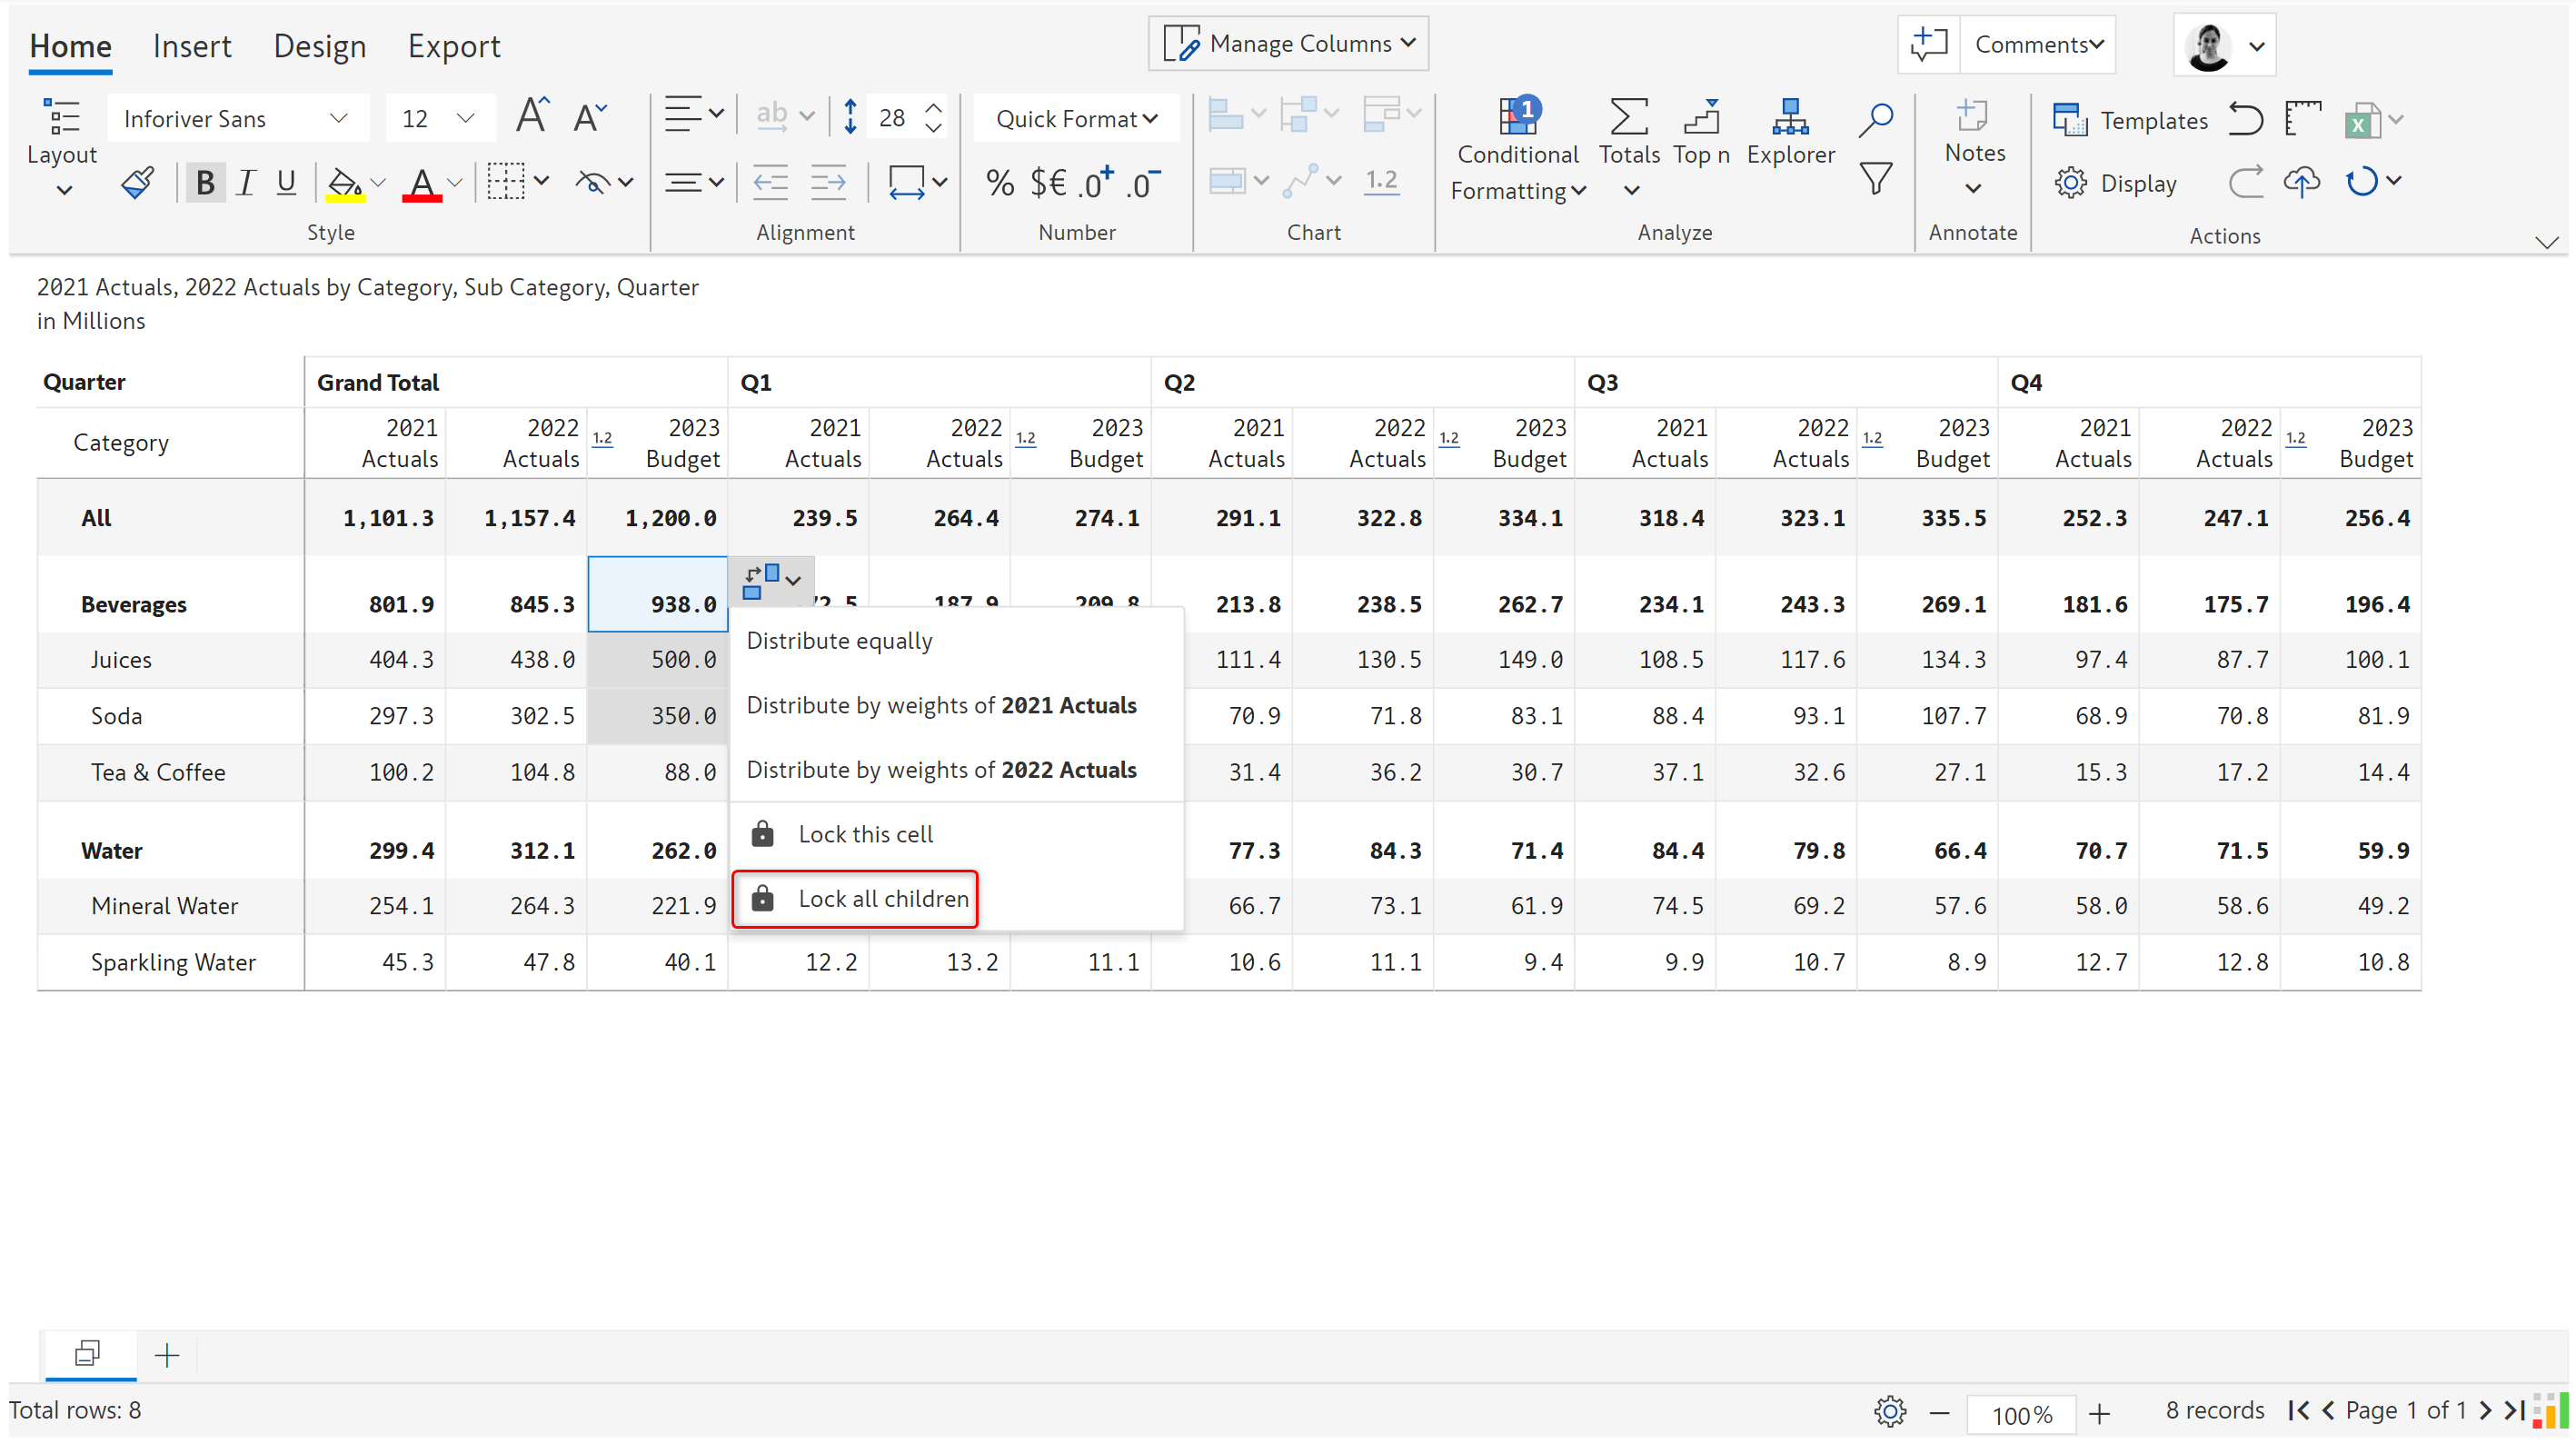 Home Insert Design Export Manage Columns Comments
Inforiver Sans 12 A A ab 28 Quick Format 1 Templates
Layout Conditional Formatting Totals Top n Explorer Notes
B I U A % $€ .0+ .0- 1.2 Display
Style Alignment Number Chart Analyze Annotate Actions
2021 Actuals, 2022 Actuals by Category, Sub Category, Quarter
in Millions
Quarter Grand Total Q1 Q2 Q3 Q4
Category 2021 Actuals 2022 Actuals 1.2 2023 Budget 2021 Actuals 2022 Actuals 1.2 2023 Budget 2021 Actuals 2022 Actuals 1.2 2023 Budget 2021 Actuals 2022 Actuals 1.2 2023 Budget 2021 Actuals 2022 Actuals 1.2 2023 Budget
All 1,101.3 1,157.4 1,200.0 239.5 264.4 274.1 291.1 322.8 334.1 318.4 323.1 335.5 252.3 247.1 256.4
Beverages 801.9 845.3 938.0 187.9 209.8 213.8 238.5 262.7 234.1 243.3 269.1 181.6 175.7 196.4
Juices 404.3 438.0 500.0 111.4 130.5 149.0 108.5 117.6 134.3 97.4 87.7 100.1
Soda 297.3 302.5 350.0 70.9 71.8 83.1 88.4 93.1 107.7 68.9 70.8 81.9
Tea & Coffee 100.2 104.8 88.0 31.4 36.2 30.7 37.1 32.6 27.1 15.3 17.2 14.4
Water 299.4 312.1 262.0 77.3 84.3 71.4 84.4 79.8 66.4 70.7 71.5 59.9
Mineral Water 254.1 264.3 221.9 66.7 73.1 61.9 74.5 69.2 57.6 58.0 58.6 49.2
Sparkling Water 45.3 47.8 40.1 12.2 13.2 11.1 10.6 11.1 9.4 9.9 10.7 8.9 12.7 12.8 10.8
Distribute equally
Distribute by weights of 2021 Actuals
Distribute by weights of 2022 Actuals
Lock this cell
Lock all children
Total rows: 8 100% 8 records Page 1 of 1